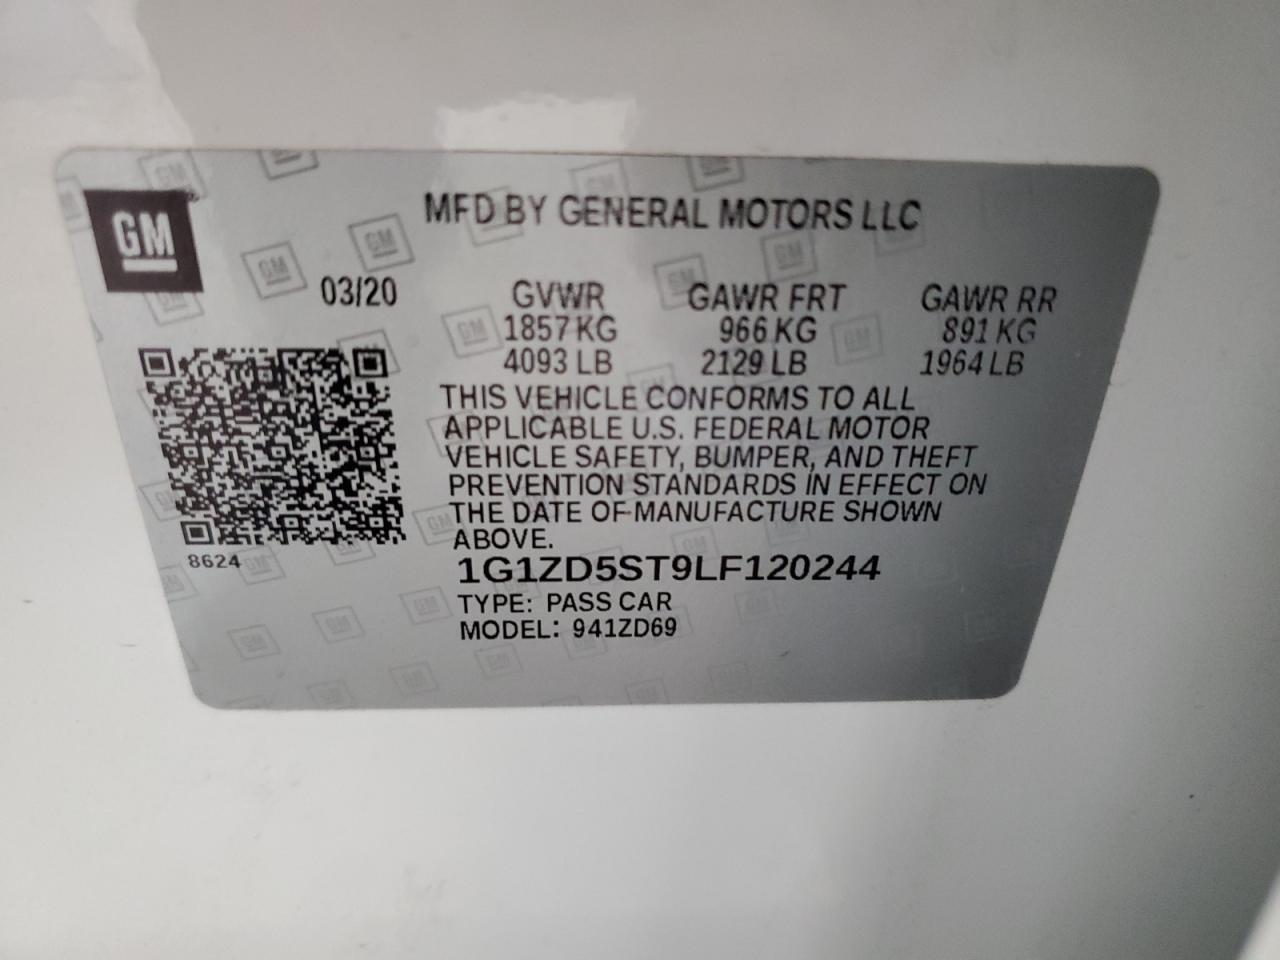 GM
MFD BY GENERAL MOTORS LLC
03/20
GVWR GAWR FRT GAWR RR
1857 KG 966 KG 891 KG
4093 LB 2129 LB 1964 LB
THIS VEHICLE CONFORMS TO ALL
APPLICABLE U.S. FEDERAL MOTOR
VEHICLE SAFETY, BUMPER, AND THEFT
PREVENTION STANDARDS IN EFFECT ON
THE DATE OF MANUFACTURE SHOWN
ABOVE.
8624
1G1ZD5ST9LF120244
TYPE: PASS CAR
MODEL: 941ZD69